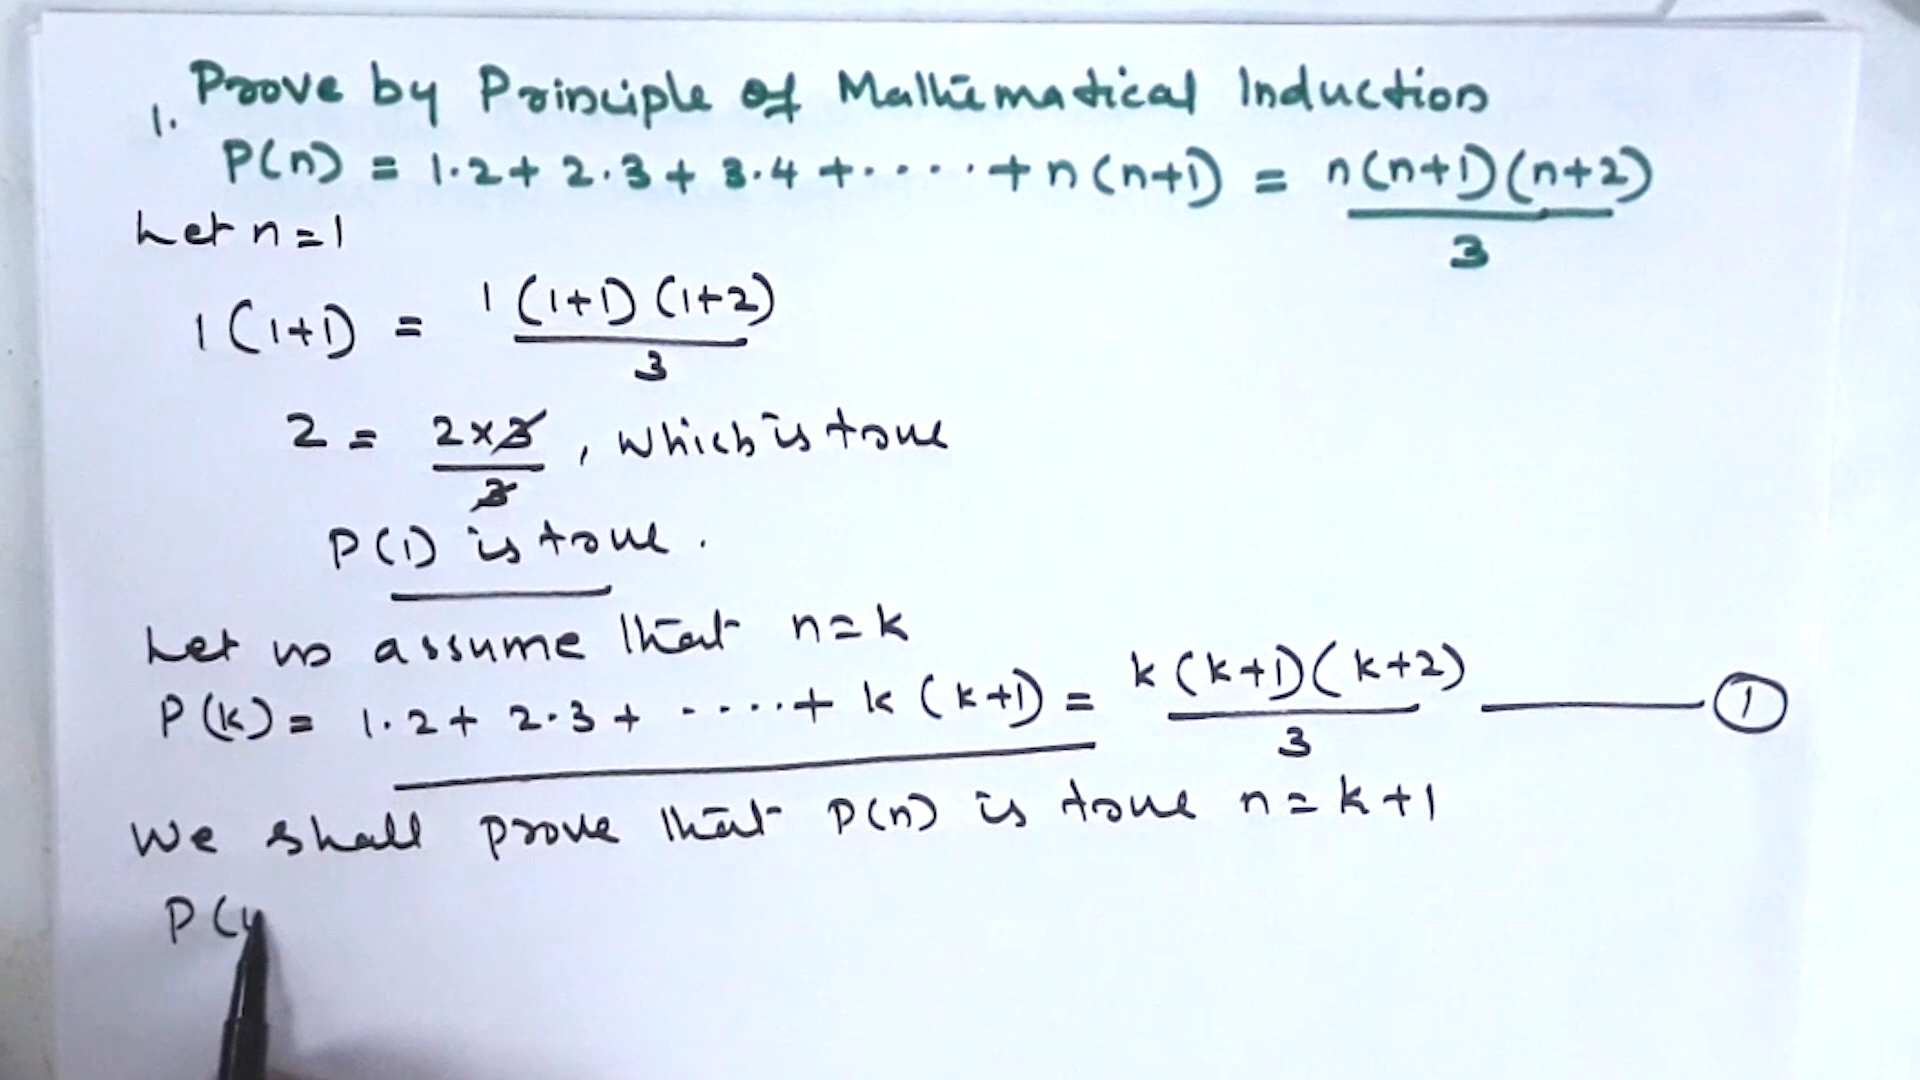 1. Prove by Principle of Mathematical Induction
P(n) = 1·2 + 2·3 + 3·4 + ····· + n(n+1) = n(n+1)(n+2)
3
Let n=1
1(1+1) = 1(1+1)(1+2)
3
2 = 2×3 , which is true
3
P(1) is true.
Let us assume that n=k
P(k) = 1·2 + 2·3 + ·····+ k(k+1) = k(k+1)(k+2) ——— ①
3
We shall prove that P(n) is true n=k+1
P(